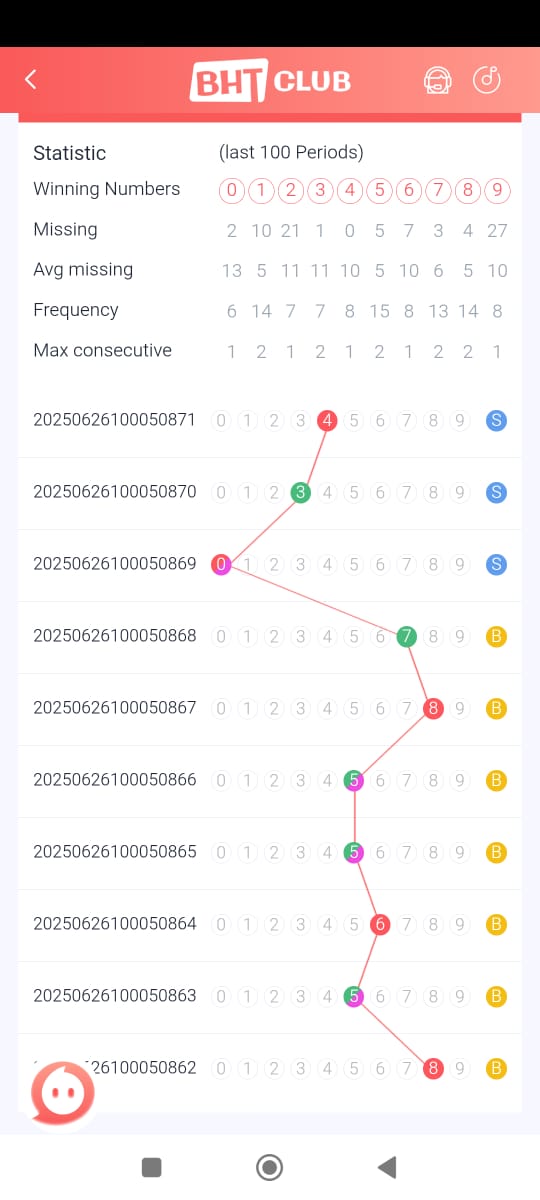 BHT CLUB
Statistic (last 100 Periods)
Winning Numbers 0 1 2 3 4 5 6 7 8 9
Missing 2 10 21 1 0 5 7 3 4 27
Avg missing 13 5 11 11 10 5 10 6 5 10
Frequency 6 14 7 7 8 15 8 13 14 8
Max consecutive 1 2 1 2 1 2 1 2 2 1
20250626100050871 0 1 2 3 4 5 6 7 8 9 S
20250626100050870 0 1 2 3 4 5 6 7 8 9 S
20250626100050869 0 1 2 3 4 5 6 7 8 9 S
20250626100050868 0 1 2 3 4 5 6 7 8 9 B
20250626100050867 0 1 2 3 4 5 6 7 8 9 B
20250626100050866 0 1 2 3 4 5 6 7 8 9 B
20250626100050865 0 1 2 3 4 5 6 7 8 9 B
20250626100050864 0 1 2 3 4 5 6 7 8 9 B
20250626100050863 0 1 2 3 4 5 6 7 8 9 B
26100050862 0 1 2 3 4 5 6 7 8 9 B